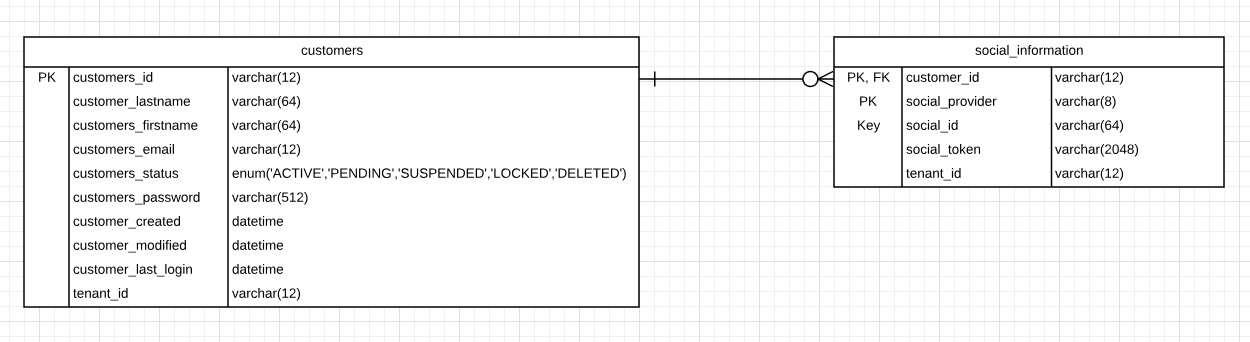 customers
PK customers_id varchar(12)
customer_lastname varchar(64)
customers_firstname varchar(64)
customers_email varchar(12)
customers_status enum('ACTIVE','PENDING','SUSPENDED','LOCKED','DELETED')
customers_password varchar(512)
customer_created datetime
customer_modified datetime
customer_last_login datetime
tenant_id varchar(12)
social_information
PK, FK customer_id varchar(12)
PK social_provider varchar(8)
Key social_id varchar(64)
social_token varchar(2048)
tenant_id varchar(12)